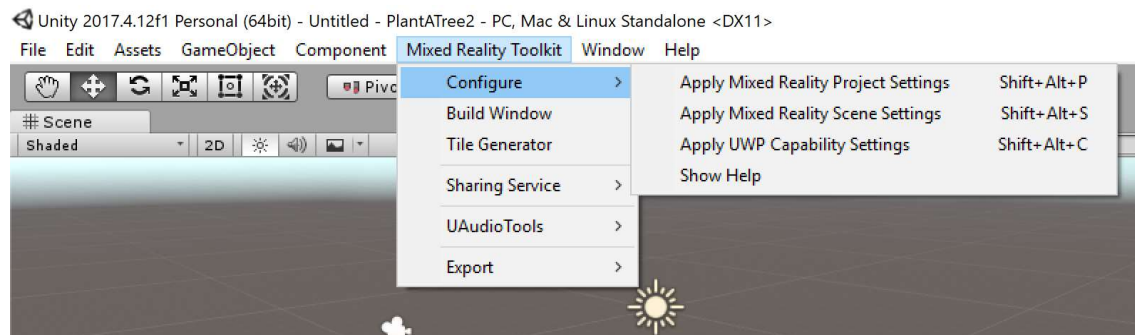 Unity 2017.4.12f1 Personal (64bit) - Untitled - PlantATree2 - PC, Mac & Linux Standalone <DX11>
File Edit Assets GameObject Component Mixed Reality Toolkit Window Help
Pivo
Configure
Build Window
Tile Generator
Sharing Service
UAudioTools
Export
Apply Mixed Reality Project Settings Shift+Alt+P
Apply Mixed Reality Scene Settings Shift+Alt+S
Apply UWP Capability Settings Shift+Alt+C
Show Help
# Scene
Shaded 2D